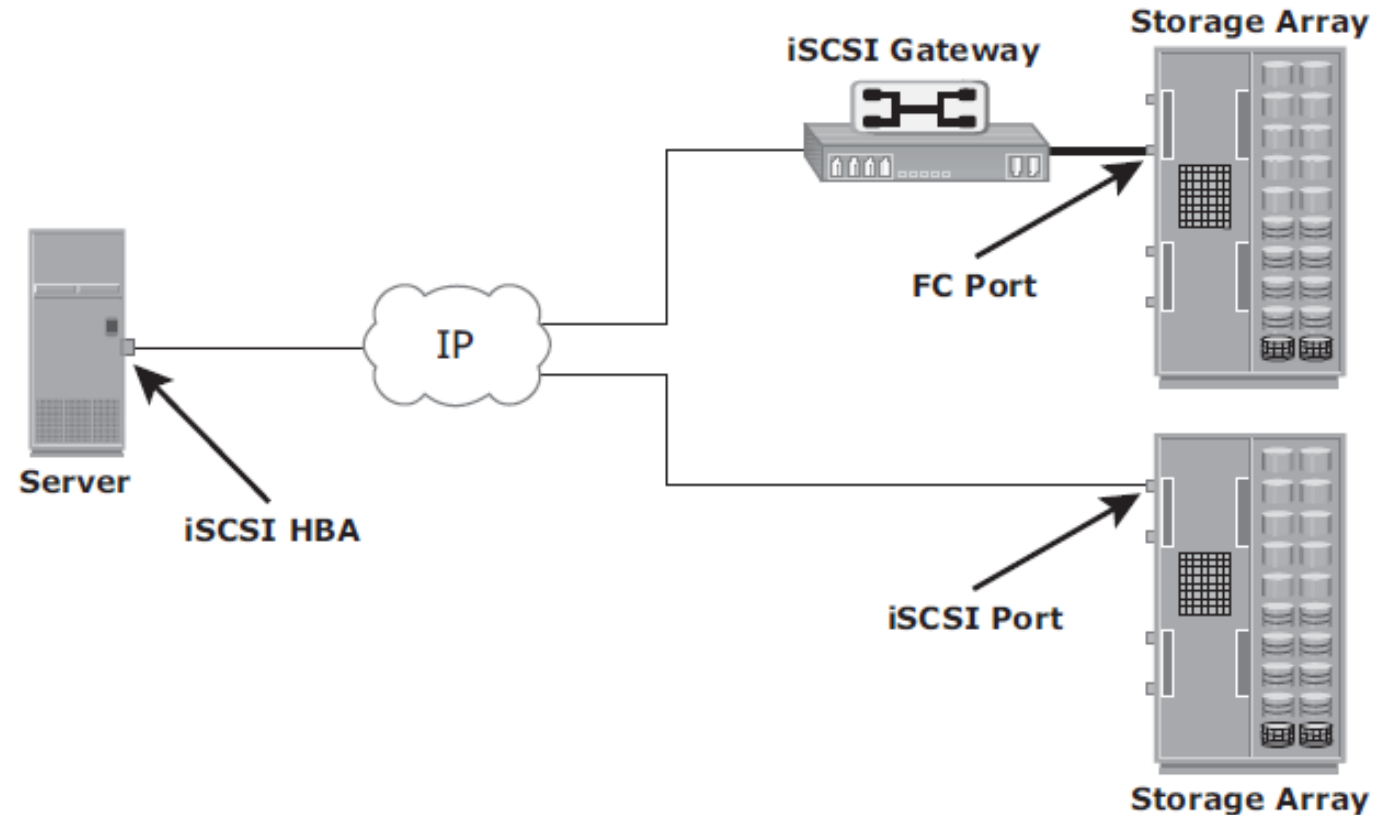 Storage Array
iSCSI Gateway
FC Port
IP
Server
iSCSI HBA
iSCSI Port
Storage Array